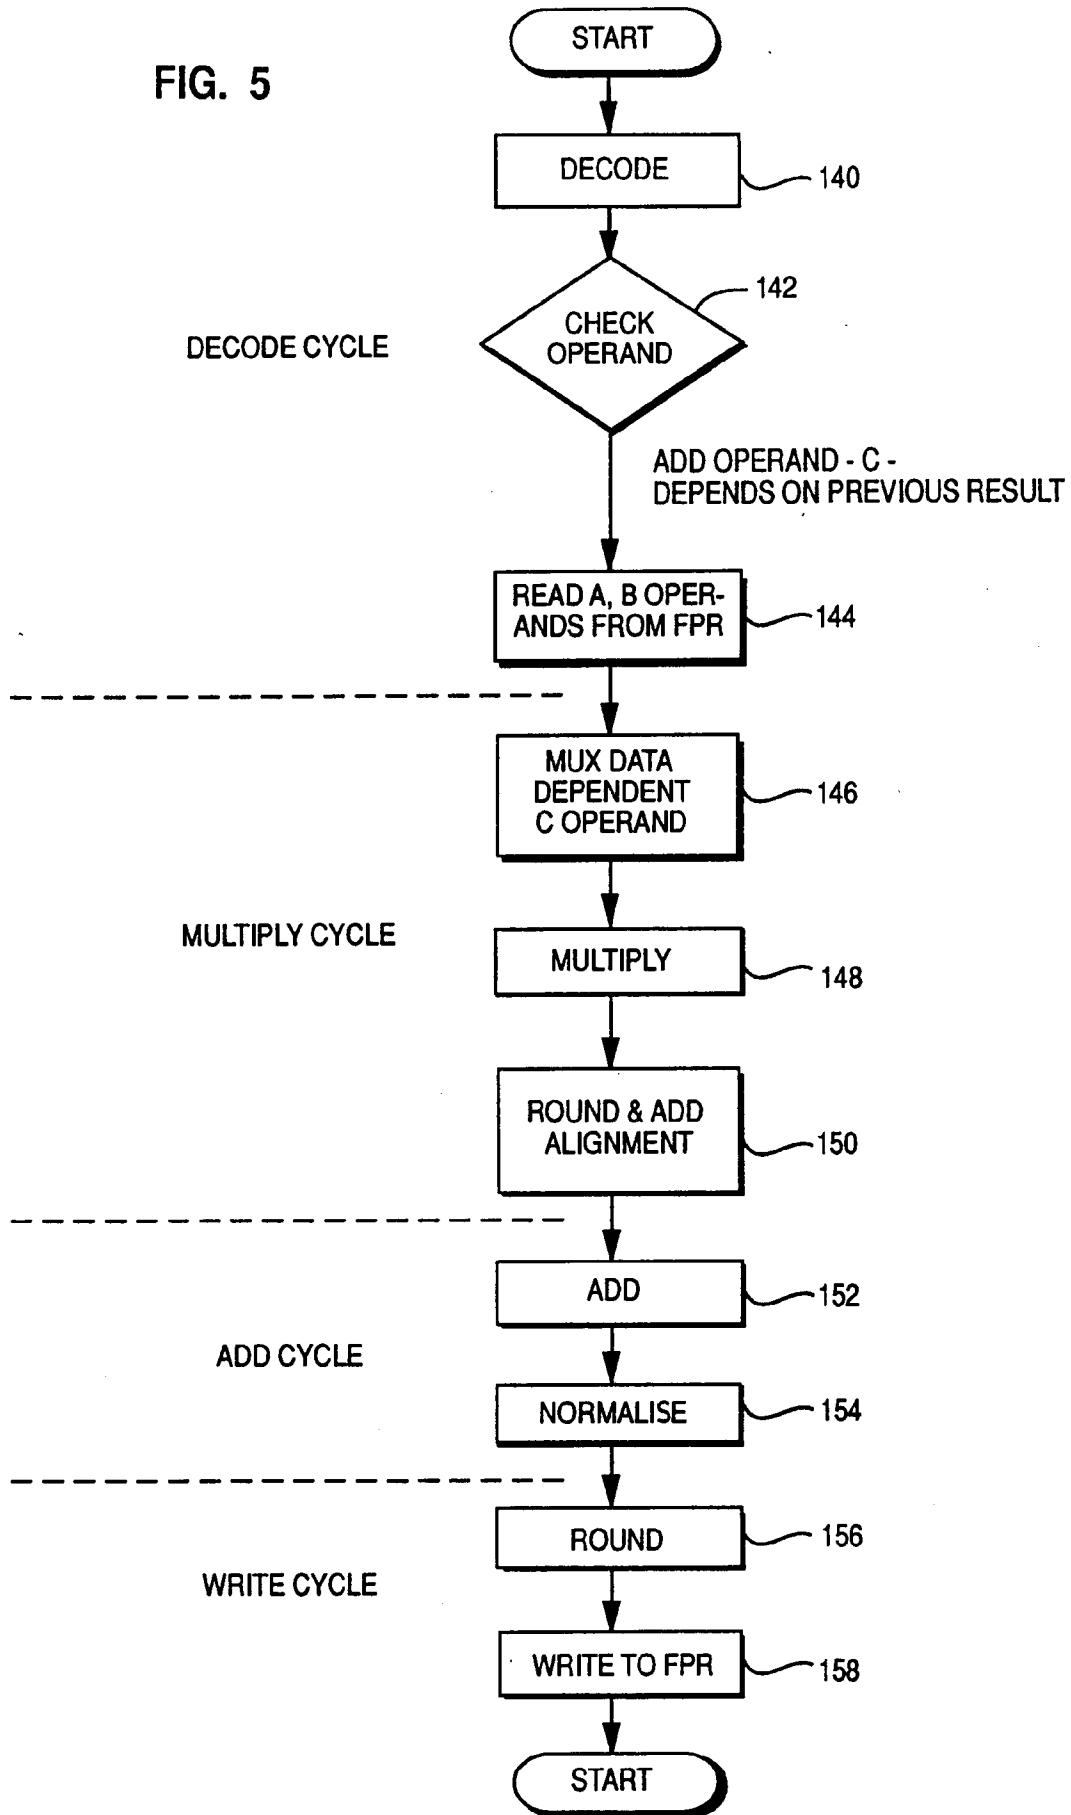 START
FIG. 5
DECODE
140
142
CHECK
OPERAND
DECODE CYCLE
ADD OPERAND - C -
DEPENDS ON PREVIOUS RESULT
READ A, B OPER-
ANDS FROM FPR
144
MUX DATA
DEPENDENT
C OPERAND
146
MULTIPLY CYCLE
MULTIPLY
148
ROUND & ADD
ALIGNMENT
150
ADD
152
ADD CYCLE
NORMALISE
154
ROUND
156
WRITE CYCLE
WRITE TO FPR
158
START